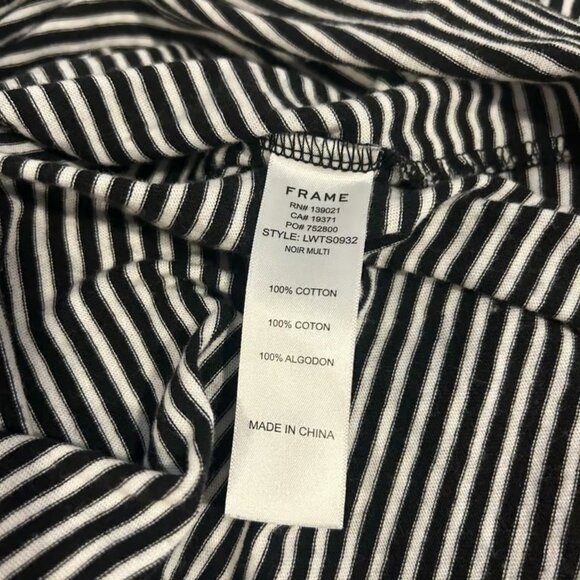 FRAME
RN# 139021
CA# 19371
PO# 752800
STYLE: LWTS0932
NOIR MULTI
100% COTTON
100% COTON
100% ALGODON
MADE IN CHINA